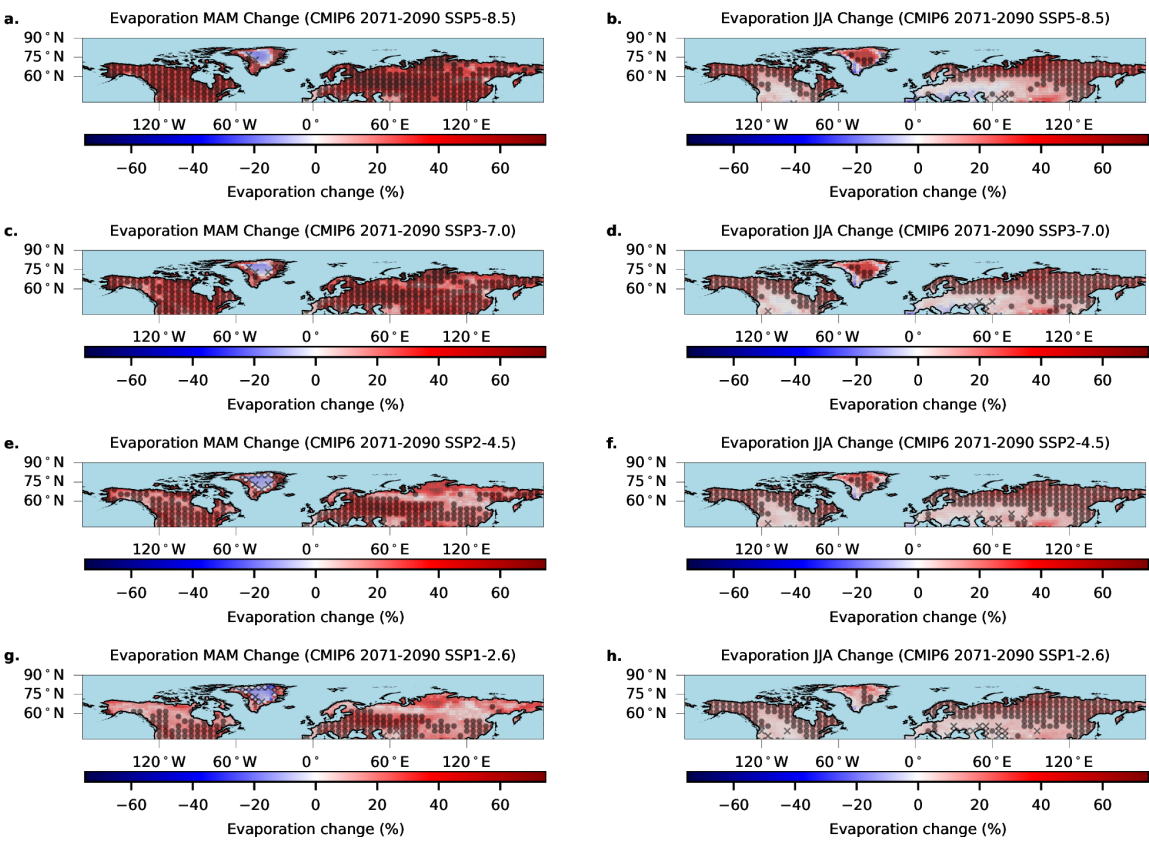 a. Evaporation MAM Change (CMIP6 2071-2090 SSP5-8.5)
90°N
75°N
60°N
120°W 60°W 0° 60°E 120°E
−60 −40 −20 0 20 40 60
Evaporation change (%)
b. Evaporation JJA Change (CMIP6 2071-2090 SSP5-8.5)
90°N
75°N
60°N
120°W 60°W 0° 60°E 120°E
−60 −40 −20 0 20 40 60
Evaporation change (%)
c. Evaporation MAM Change (CMIP6 2071-2090 SSP3-7.0)
90°N
75°N
60°N
120°W 60°W 0° 60°E 120°E
−60 −40 −20 0 20 40 60
Evaporation change (%)
d. Evaporation JJA Change (CMIP6 2071-2090 SSP3-7.0)
90°N
75°N
60°N
120°W 60°W 0° 60°E 120°E
−60 −40 −20 0 20 40 60
Evaporation change (%)
e. Evaporation MAM Change (CMIP6 2071-2090 SSP2-4.5)
90°N
75°N
60°N
120°W 60°W 0° 60°E 120°E
−60 −40 −20 0 20 40 60
Evaporation change (%)
f. Evaporation JJA Change (CMIP6 2071-2090 SSP2-4.5)
90°N
75°N
60°N
120°W 60°W 0° 60°E 120°E
−60 −40 −20 0 20 40 60
Evaporation change (%)
g. Evaporation MAM Change (CMIP6 2071-2090 SSP1-2.6)
90°N
75°N
60°N
120°W 60°W 0° 60°E 120°E
−60 −40 −20 0 20 40 60
Evaporation change (%)
h. Evaporation JJA Change (CMIP6 2071-2090 SSP1-2.6)
90°N
75°N
60°N
120°W 60°W 0° 60°E 120°E
−60 −40 −20 0 20 40 60
Evaporation change (%)